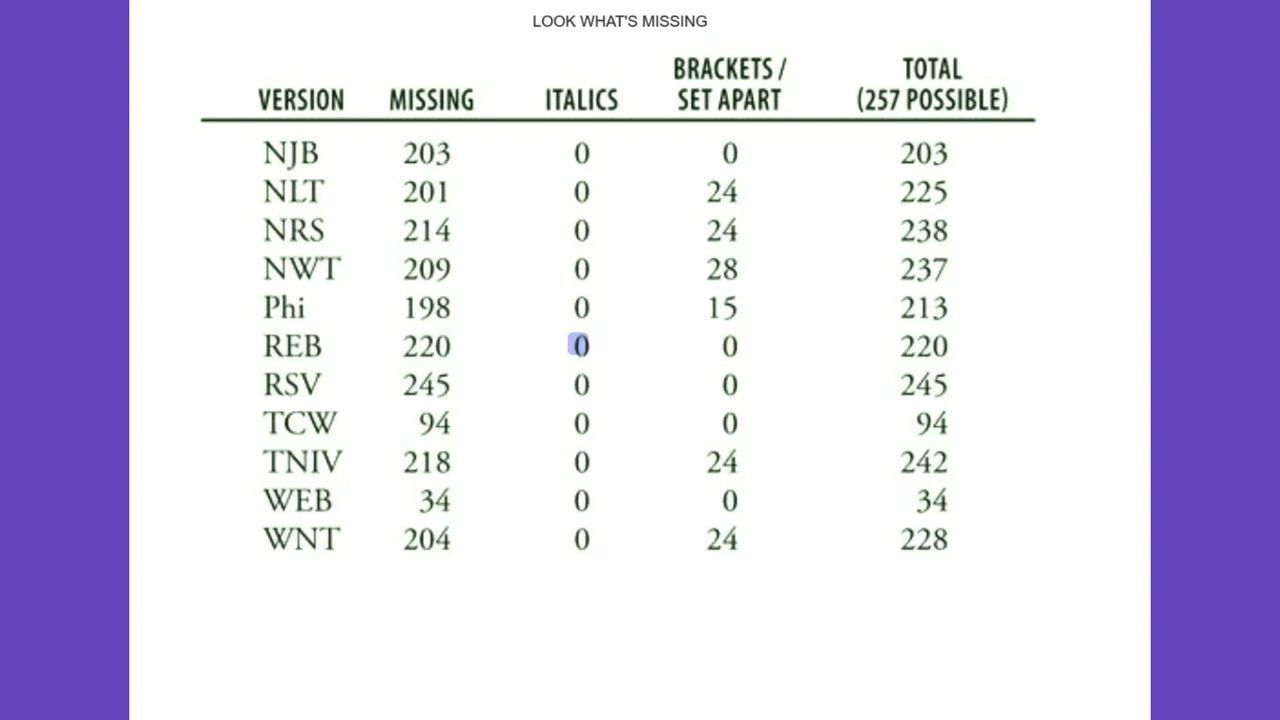 LOOK WHAT'S MISSING
BRACKETS / TOTAL
VERSION MISSING ITALICS SET APART (257 POSSIBLE)
NJB 203 0 0 203
NLT 201 0 24 225
NRS 214 0 24 238
NWT 209 0 28 237
Phi 198 0 15 213
REB 220 0 0 220
RSV 245 0 0 245
TCW 94 0 0 94
TNIV 218 0 24 242
WEB 34 0 0 34
WNT 204 0 24 228